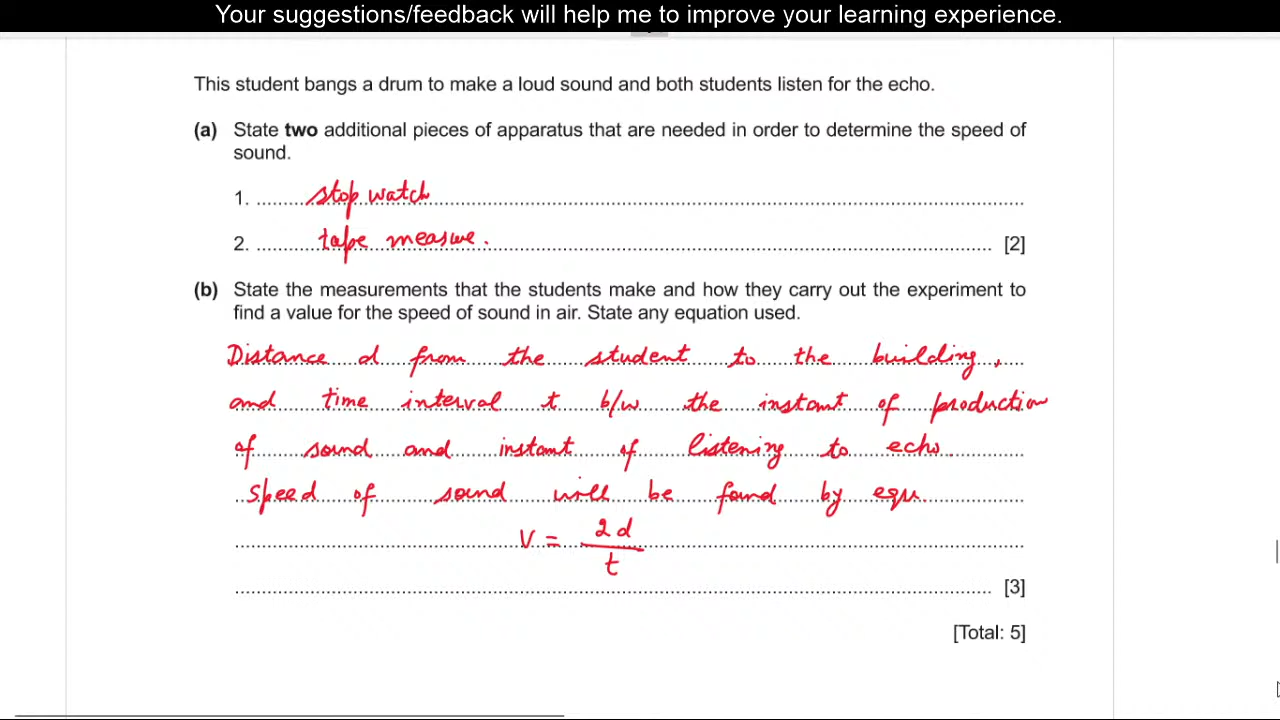 Your suggestions/feedback will help me to improve your learning experience.
This student bangs a drum to make a loud sound and both students listen for the echo.
(a) State two additional pieces of apparatus that are needed in order to determine the speed of
sound.
1. stop watch
2. tape measure. [2]
(b) State the measurements that the students make and how they carry out the experiment to
find a value for the speed of sound in air. State any equation used.
Distance d from the student to the building,
and time interval t b/w the instant of production
of sound and instant of listening to echo.
Speed of sound will be found by equ.
V = 2d/t
[3]
[Total: 5]